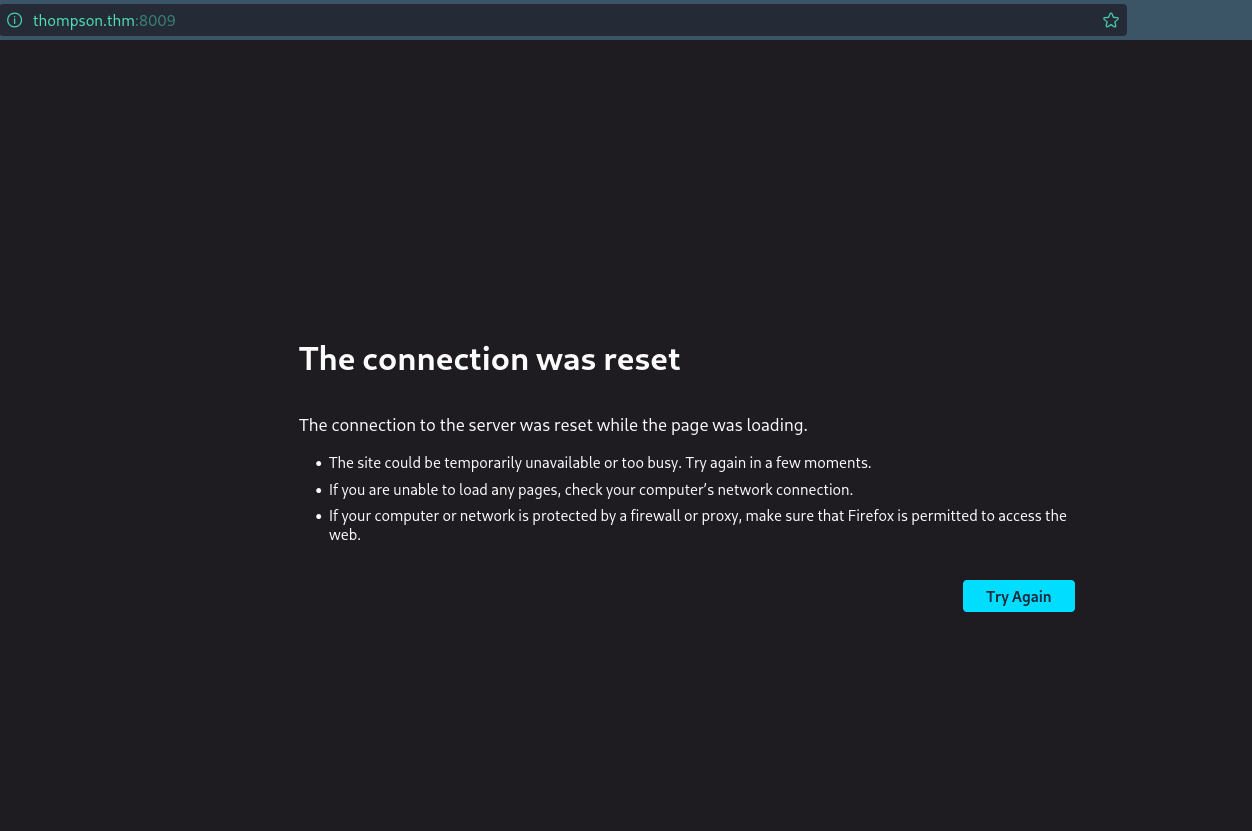 thompson.thm:8009
The connection was reset
The connection to the server was reset while the page was loading.
• The site could be temporarily unavailable or too busy. Try again in a few moments.
• If you are unable to load any pages, check your computer’s network connection.
• If your computer or network is protected by a firewall or proxy, make sure that Firefox is permitted to access the
web.
Try Again